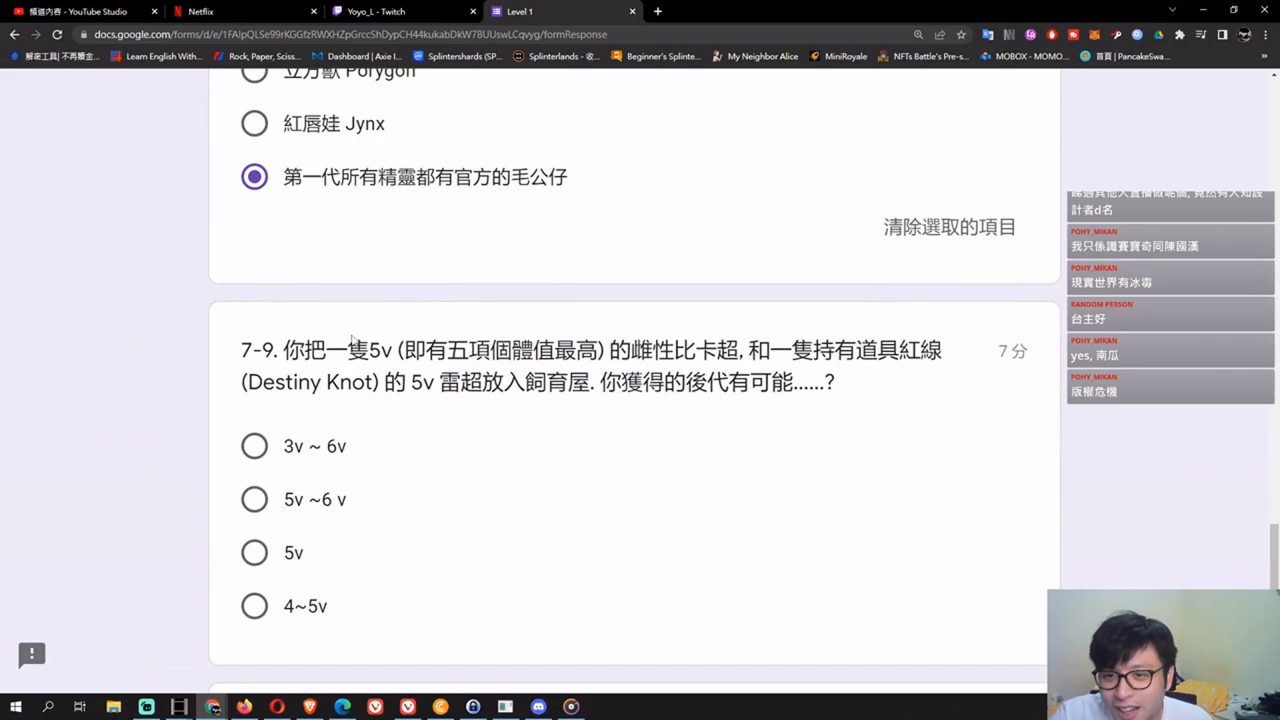 頻道內容 - YouTube Studio
Netflix
Yoyo_L - Twitch
Level 1
docs.google.com/forms/d/e/1FAIpQLSe99rKGGfzRWXHZpGrccShDypCH44kukabDkW7BUUswLCqvyg/formResponse
解密工具| 不再贖金...
Learn English With...
Rock, Paper, Sciss...
Dashboard | Axie I...
Splintershards (SP...
Splinterlands - 收...
Beginner's Splinte...
My Neighbor Alice
MiniRoyale
NFTs Battle's Pre-s...
MOBOX - MOMO...
首頁 | PancakeSwa...
立方獸 Porygon
紅唇娃 Jynx
第一代所有精靈都有官方的毛公仔
清除選取的項目
7-9. 你把一隻5v (即有五項個體值最高) 的雌性比卡超, 和一隻持有道具紅線
(Destiny Knot) 的 5v 雷超放入飼育屋. 你獲得的後代有可能......?
7 分
3v ~ 6v
5v ~6 v
5v
4~5v
計者d名
POHY_MIKAN
我只係識賽寶奇同陳國漢
POHY_MIKAN
現實世界有冰毒
RANDOM PERSON
台主好
POHY_MIKAN
yes, 南瓜
POHY_MIKAN
版權危機